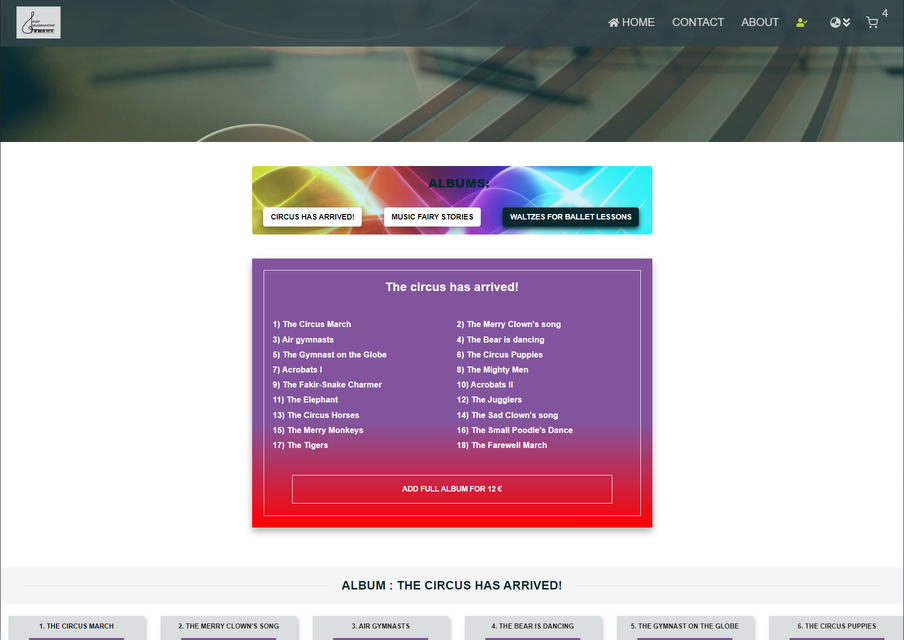 HOME CONTACT ABOUT 4
ALBUMS:
CIRCUS HAS ARRIVED! MUSIC FAIRY STORIES WALTZES FOR BALLET LESSONS
The circus has arrived!
1) The Circus March 2) The Merry Clown's song
3) Air gymnasts 4) The Bear is dancing
5) The Gymnast on the Globe 6) The Circus Puppies
7) Acrobats I 8) The Mighty Men
9) The Fakir-Snake Charmer 10) Acrobats II
11) The Elephant 12) The Jugglers
13) The Circus Horses 14) The Sad Clown's song
15) The Merry Monkeys 16) The Small Poodle's Dance
17) The Tigers 18) The Farewell March
ADD FULL ALBUM FOR 12 €
ALBUM : THE CIRCUS HAS ARRIVED!
1. THE CIRCUS MARCH 2. THE MERRY CLOWN'S SONG 3. AIR GYMNASTS 4. THE BEAR IS DANCING 5. THE GYMNAST ON THE GLOBE 6. THE CIRCUS PUPPIES